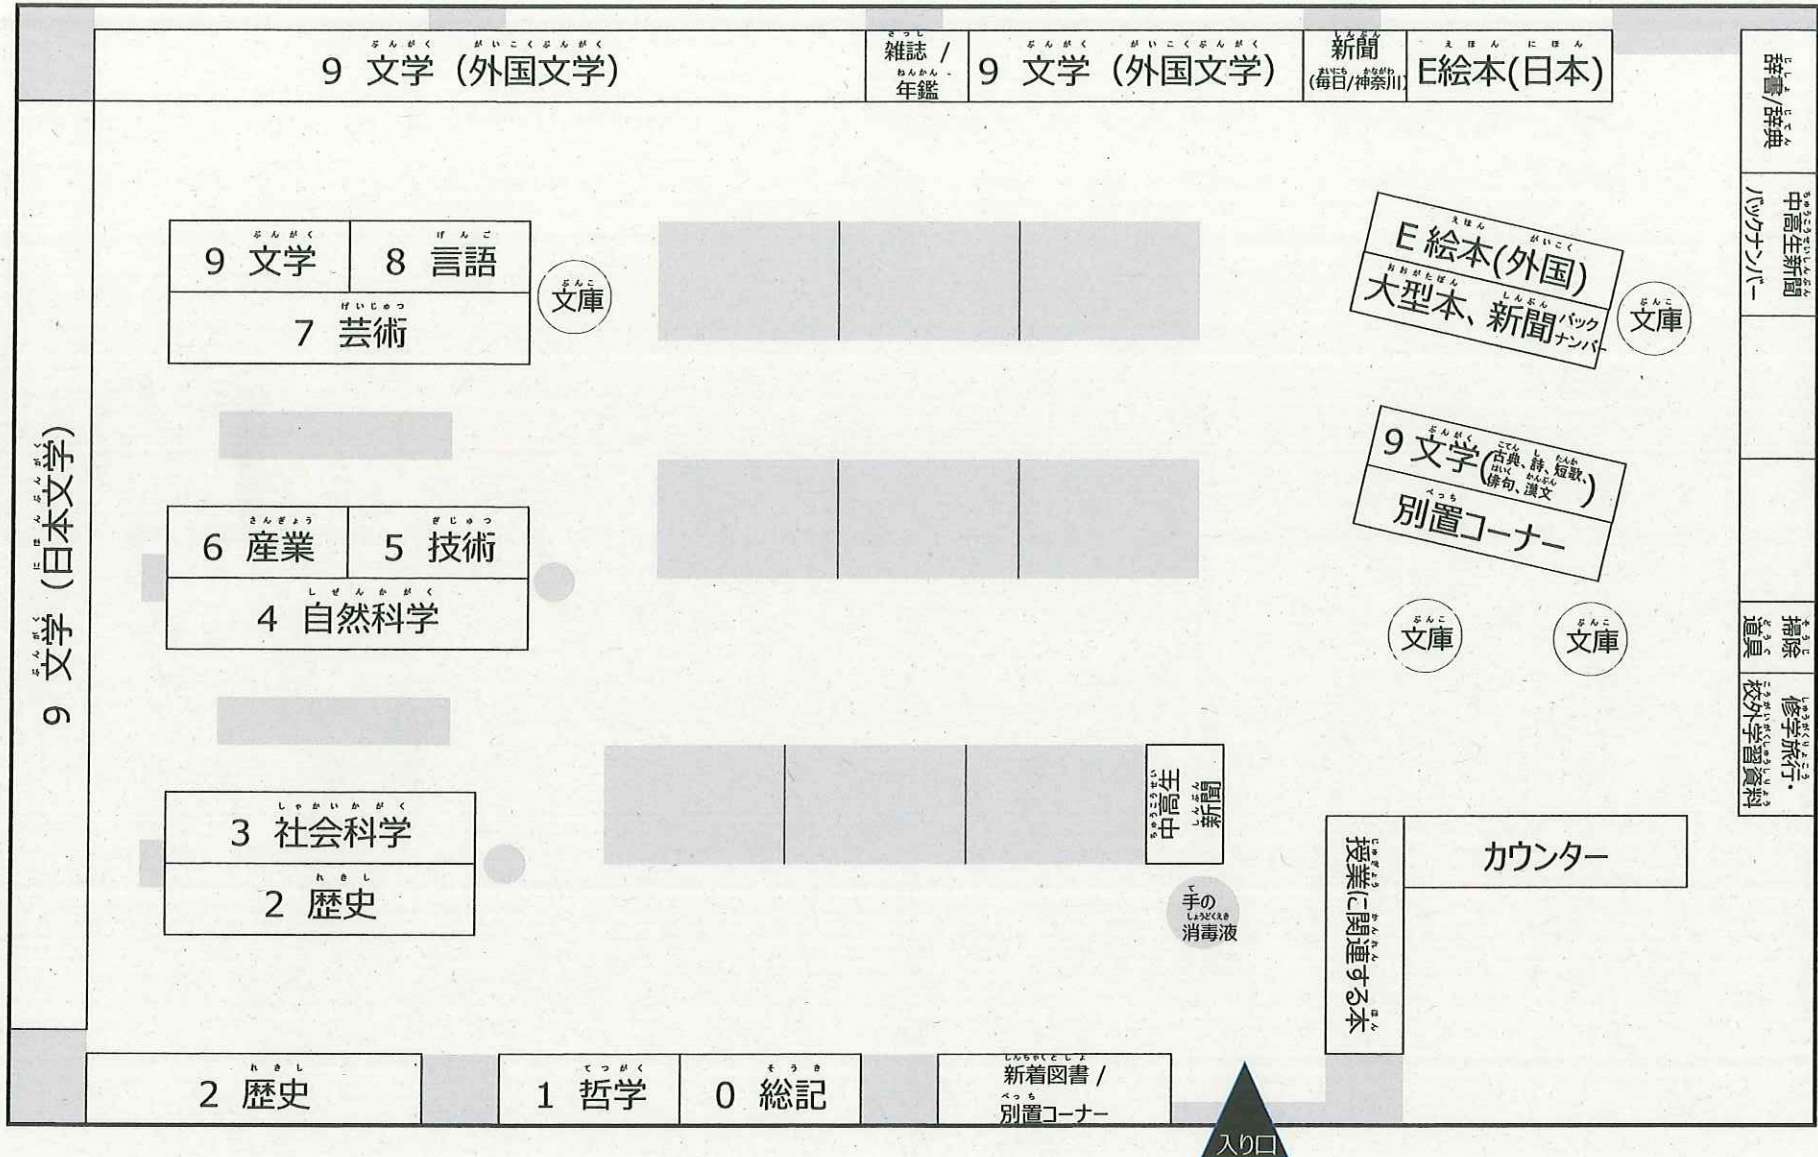 9 文学（外国文学）
雑誌 /
年鑑
9 文学（外国文学）
新聞
(毎日/神奈川)
E絵本(日本)
辞書/辞典
中高生新聞
バックナンバー
9 文学
8 言語
7 芸術
文庫
E 絵本(外国)
大型本、新聞バックナンバー
文庫
9 文学(古典、詩、短歌、俳句、漢文)
別置コーナー
文庫
文庫
9 文学（日本文学）
6 産業
5 技術
4 自然科学
掃除
道具
修学旅行・
校外学習資料
3 社会科学
2 歴史
中高生
新聞
手の
消毒液
授業に関連する本
カウンター
2 歴史
1 哲学
0 総記
新着図書 /
別置コーナー
入り口